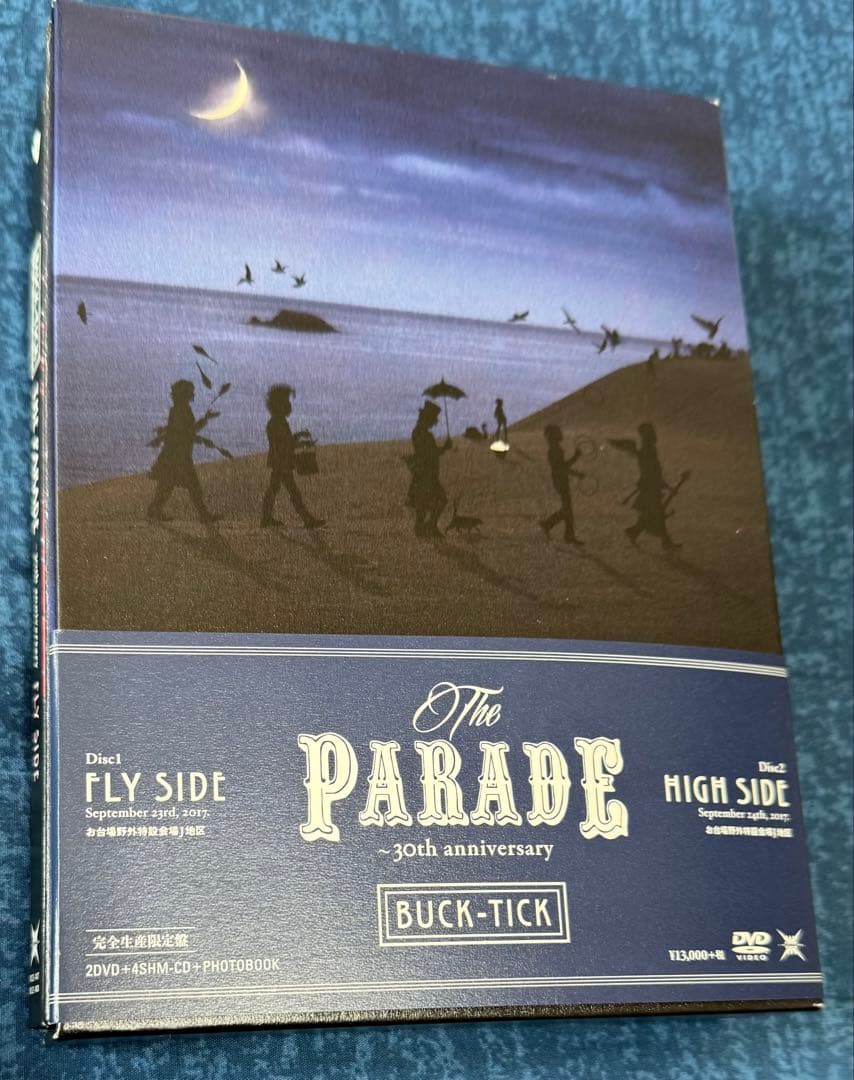 The
PARADE
~30th anniversary
BUCK-TICK
Disc1
FLY SIDE
September 23rd, 2017.
お台場野外特設会場J地区
Disc2
HIGH SIDE
September 24th, 2017.
お台場野外特設会場J地区
完全生産限定盤
2DVD+4SHM-CD+PHOTOBOOK
¥13,000+税
DVD
VIDEO
FLY SIDE